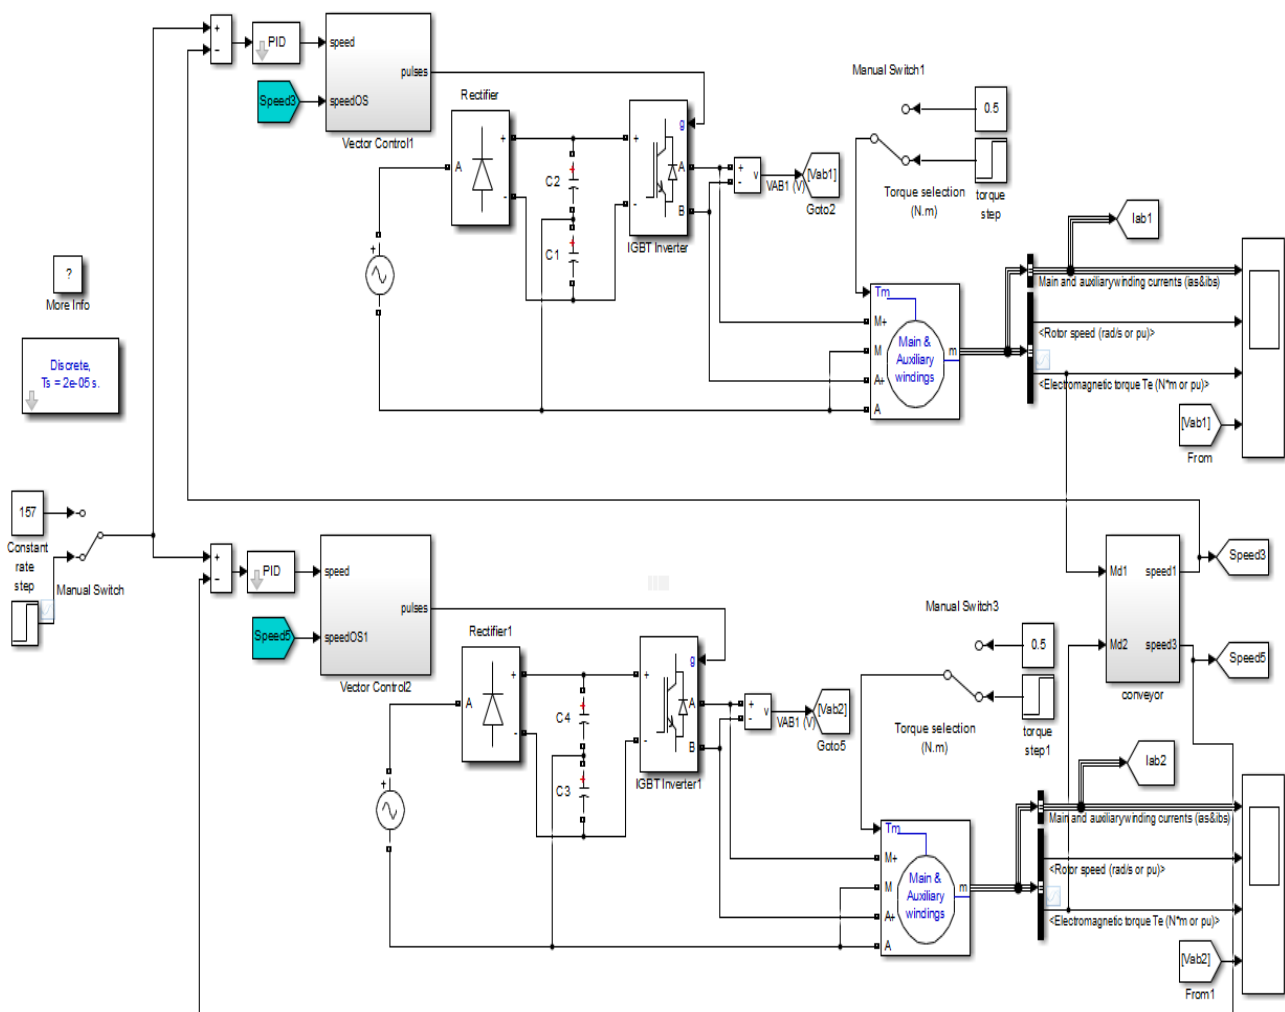 +
−
PID
speed
pulses
speedOS
Speed3
Vector Control1
Rectifier
A
+
-
C2
C1
+
-
g
A
B
IGBT Inverter
+
-
v
VAB1 (V)
[Vab1]
Goto2
Manual Switch1
0.5
Torque selection
(N.m)
torque
step
Iab1
Tm
M+
M
A+
A
Main &
Auxiliary
windings
m
Main and auxiliarywinding currents (ias&ibs)
<Rotor speed (rad/s or pu)>
<Electromagnetic torque Te (N*m or pu)>
[Vab1]
From
?
More Info
Discrete,
Ts = 2e-05 s.
157
Constant
rate
step
Manual Switch
+
−
PID
speed
pulses
speedOS1
Speed5
Vector Control2
Rectifier1
A
+
-
C4
C3
+
-
g
A
B
IGBT Inverter1
+
-
v
VAB1 (V)
[Vab2]
Goto5
Manual Switch3
0.5
Torque selection
(N.m)
torque
step1
Md1
Md2
speed1
speed3
conveyor
Speed3
Speed5
Iab2
Tm
M+
M
A+
A
Main &
Auxiliary
windings
m
Main and auxiliarywinding currents (ias&ibs)
<Rotor speed (rad/s or pu)>
<Electromagnetic torque Te (N*m or pu)>
[Vab2]
From1